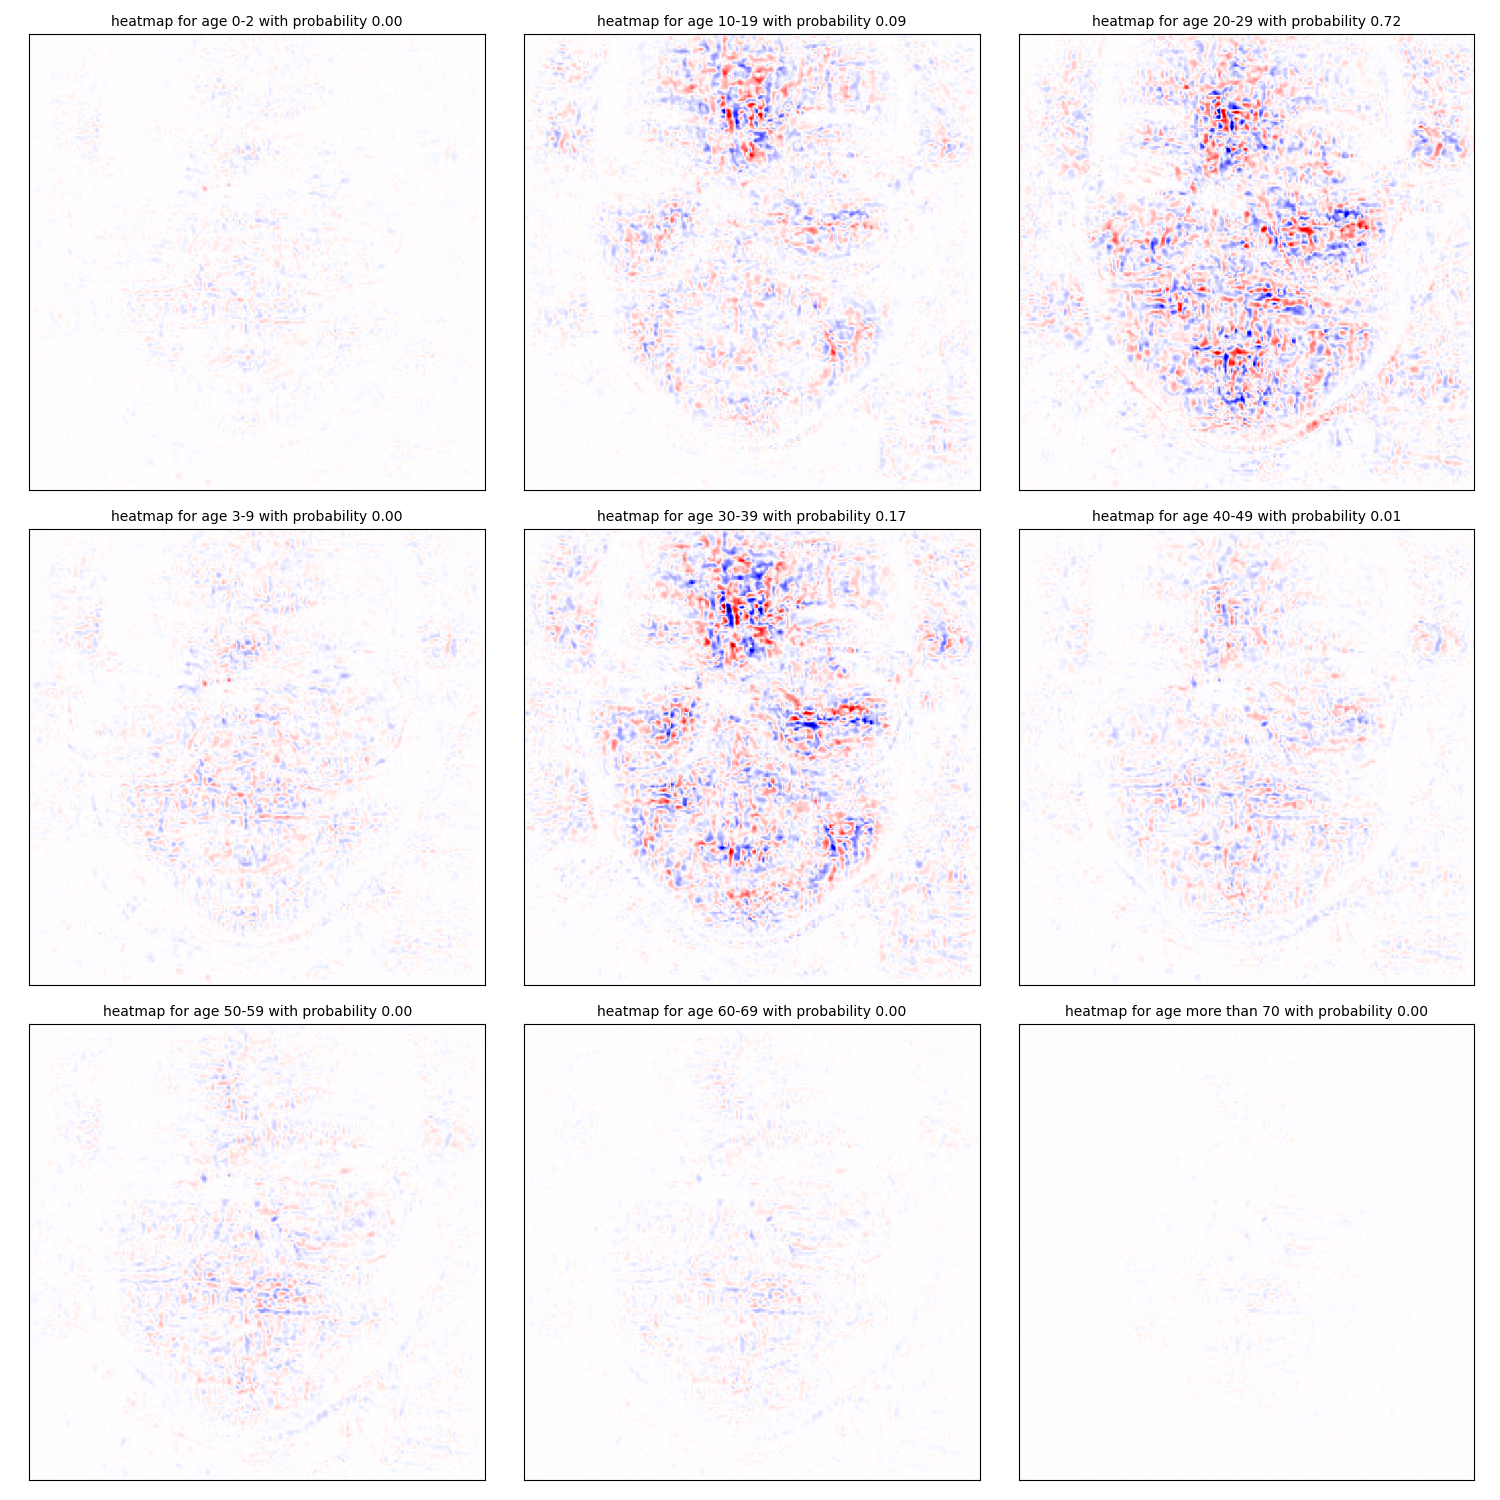 heatmap for age 0-2 with probability 0.00
heatmap for age 10-19 with probability 0.09
heatmap for age 20-29 with probability 0.72
heatmap for age 3-9 with probability 0.00
heatmap for age 30-39 with probability 0.17
heatmap for age 40-49 with probability 0.01
heatmap for age 50-59 with probability 0.00
heatmap for age 60-69 with probability 0.00
heatmap for age more than 70 with probability 0.00